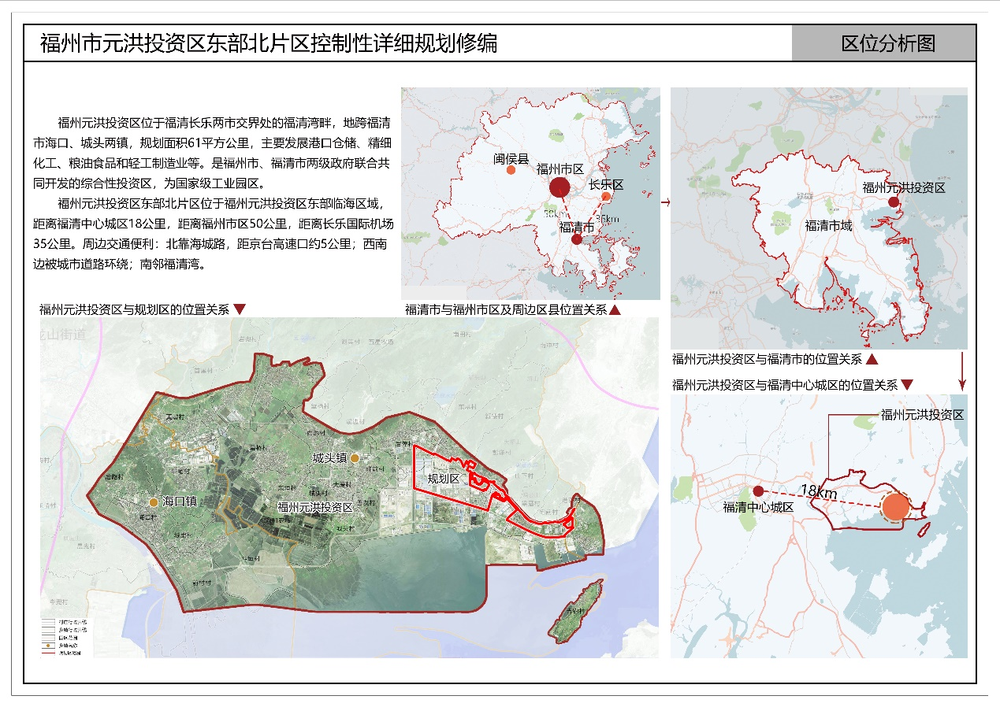 福州市元洪投资区东部北片区控制性详细规划修编
区位分析图
福州元洪投资区位于福清长乐两市交界处的福清湾畔，地跨福清
市海口、城头两镇，规划面积61平方公里，主要发展港口仓储、精细
化工、粮油食品和轻工制造业等。是福州市、福清市两级政府联合共
同开发的综合性投资区，为国家级工业园区。
福州元洪投资区东部北片区位于福州元洪投资区东部临海区域，
距离福清中心城区18公里，距离福州市区50公里，距离长乐国际机场
35公里。周边交通便利：北靠海城路，距京台高速口约5公里；西南
边被城市道路环绕；南邻福清湾。
闽侯县
福州市区
长乐区
50km
35km
福清市
福清市与福州市区及周边区县位置关系
福州元洪投资区
福清市域
福州元洪投资区与福清市的位置关系
福州元洪投资区与福清中心城区的位置关系
福州元洪投资区
18km
福清中心城区
福州元洪投资区与规划区的位置关系
龙山街道
城头镇
规划区
海口镇
福州元洪投资区